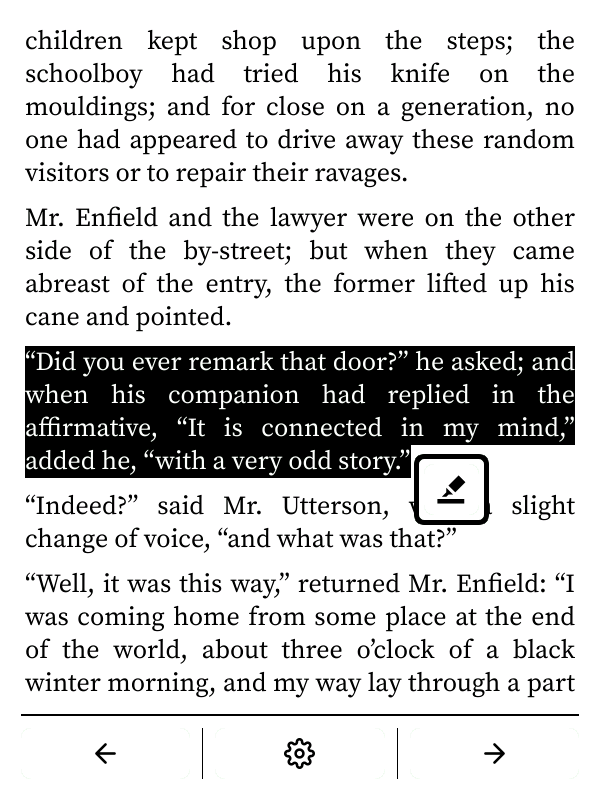 children kept shop upon the steps; the
schoolboy had tried his knife on the
mouldings; and for close on a generation, no
one had appeared to drive away these random
visitors or to repair their ravages.
Mr. Enfield and the lawyer were on the other
side of the by-street; but when they came
abreast of the entry, the former lifted up his
cane and pointed.
“Did you ever remark that door?” he asked; and
when his companion had replied in the
affirmative, “It is connected in my mind,”
added he, “with a very odd story.”
“Indeed?” said Mr. Utterson, slight
change of voice, “and what was that?”
“Well, it was this way,” returned Mr. Enfield: “I
was coming home from some place at the end
of the world, about three o’clock of a black
winter morning, and my way lay through a part